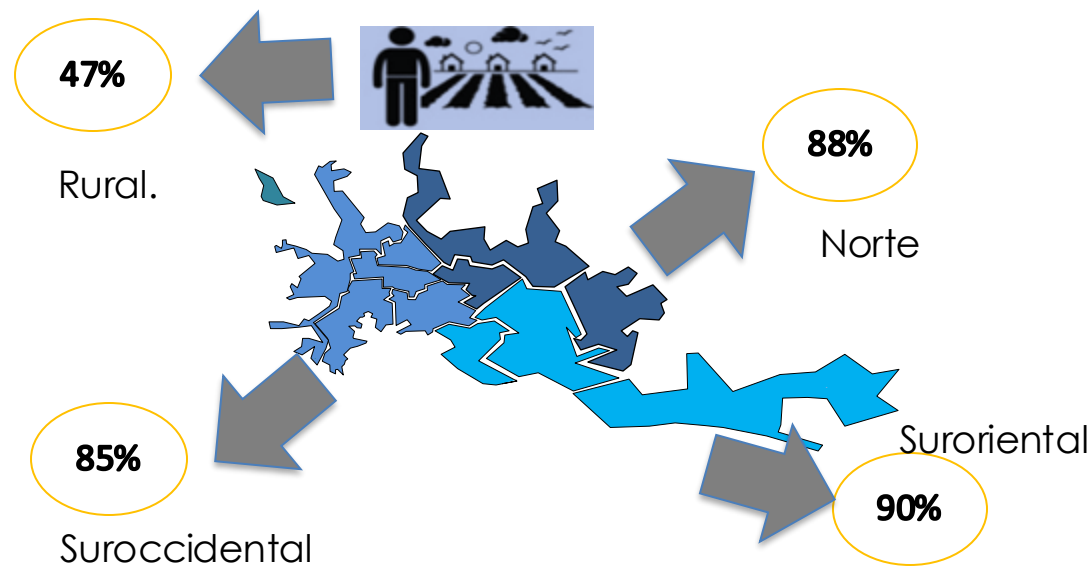 47%
Rural.
88%
Norte
85%
Suroccidental
Suroriental
90%